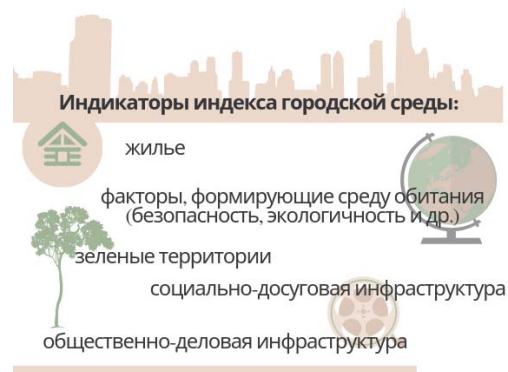 Индикаторы индекса городской среды:
жилье
факторы, формирующие среду обитания
(безопасность, экологичность и др.)
зеленые территории
социально-досуговая инфраструктура
общественно-деловая инфраструктура